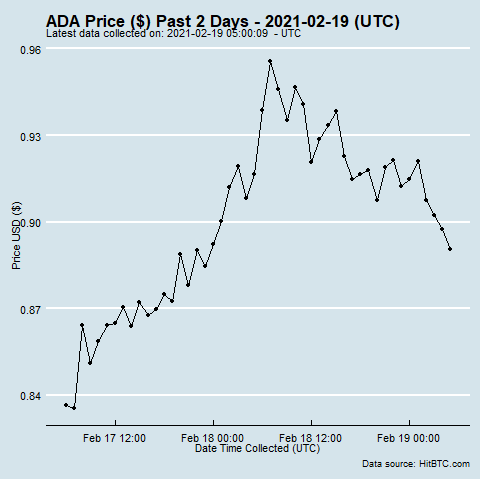 ADA Price ($) Past 2 Days - 2021-02-19 (UTC)
Latest data collected on: 2021-02-19 05:00:09 - UTC
0.96
0.93
0.90
0.87
0.84
Price USD ($)
Feb 17 12:00 Feb 18 00:00 Feb 18 12:00 Feb 19 00:00
Date Time Collected (UTC)
Data source: HitBTC.com